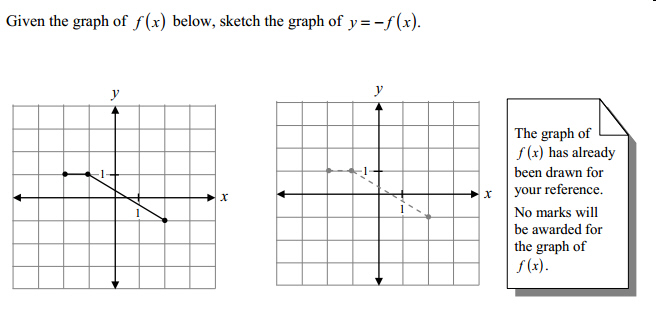 Given the graph of f(x) below, sketch the graph of y = −f(x).
y
1
x
1
y
1
x
1
The graph of
f(x) has already
been drawn for
your reference.
No marks will
be awarded for
the graph of
f(x).